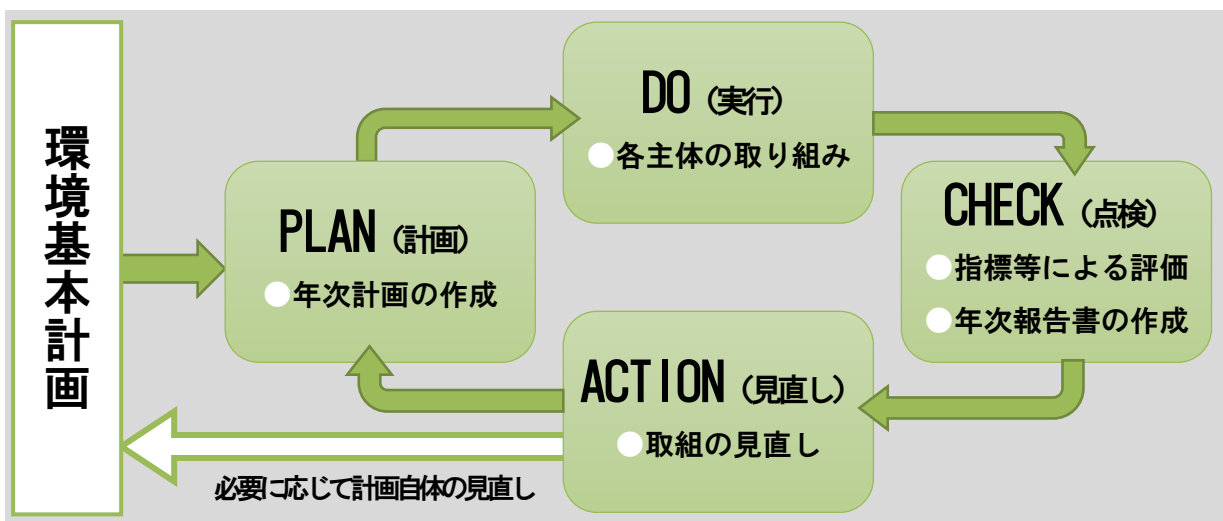 環境基本計画
PLAN（計画）
●年次計画の作成
DO（実行）
●各主体の取り組み
CHECK（点検）
●指標等による評価
●年次報告書の作成
ACTION（見直し）
●取組の見直し
必要に応じて計画自体の見直し